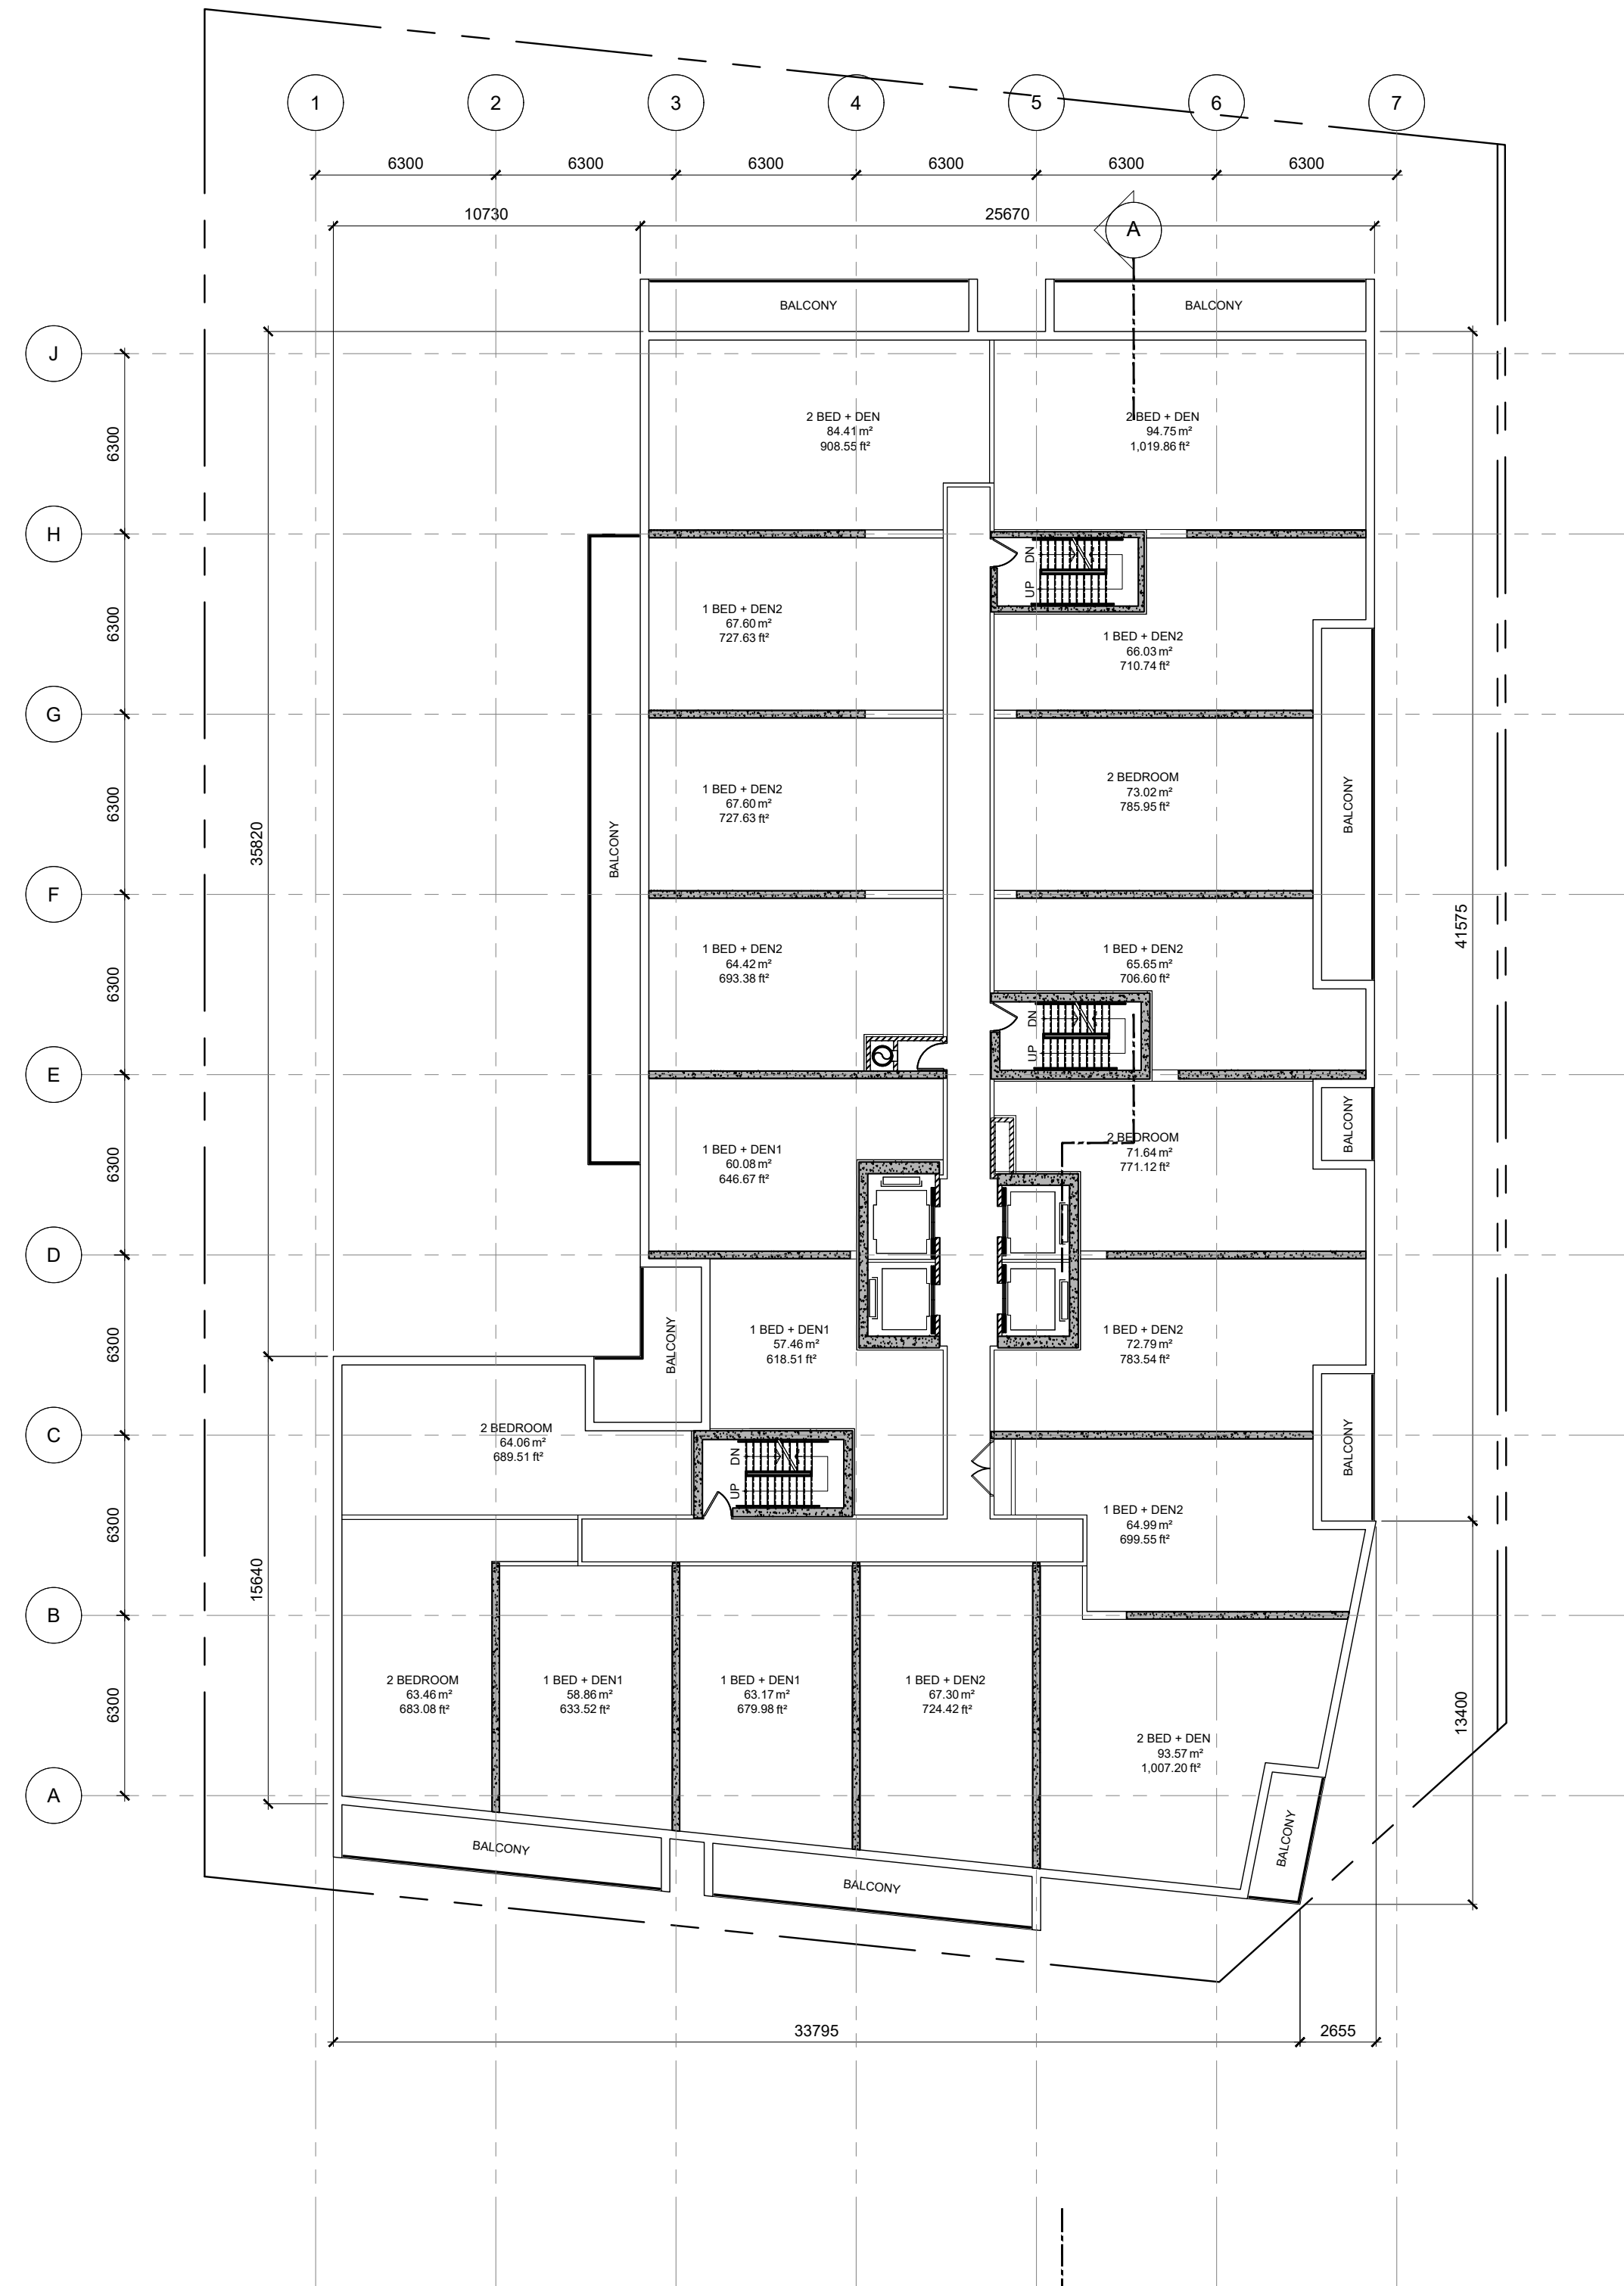 1
2
3
4
5
6
7
6300
6300
6300
6300
6300
6300
10730
25670
A
BALCONY
BALCONY
J
H
G
F
E
D
C
B
A
6300
6300
6300
6300
6300
6300
6300
6300
35820
15640
41575
13400
2 BED + DEN
84.41 m²
908.55 ft²
2 BED + DEN
94.75 m²
1,019.86 ft²
UP
DN
1 BED + DEN2
67.60 m²
727.63 ft²
1 BED + DEN2
66.03 m²
710.74 ft²
BALCONY
1 BED + DEN2
67.60 m²
727.63 ft²
2 BEDROOM
73.02 m²
785.95 ft²
BALCONY
1 BED + DEN2
64.42 m²
693.38 ft²
1 BED + DEN2
65.65 m²
706.60 ft²
UP
DN
1 BED + DEN1
60.08 m²
646.67 ft²
2 BEDROOM
71.64 m²
771.12 ft²
BALCONY
BALCONY
1 BED + DEN1
57.46 m²
618.51 ft²
1 BED + DEN2
72.79 m²
783.54 ft²
2 BEDROOM
64.06 m²
689.51 ft²
UP
DN
BALCONY
1 BED + DEN2
64.99 m²
699.55 ft²
2 BEDROOM
63.46 m²
683.08 ft²
1 BED + DEN1
58.86 m²
633.52 ft²
1 BED + DEN1
63.17 m²
679.98 ft²
1 BED + DEN2
67.30 m²
724.42 ft²
2 BED + DEN
93.57 m²
1,007.20 ft²
BALCONY
BALCONY
BALCONY
33795
2655